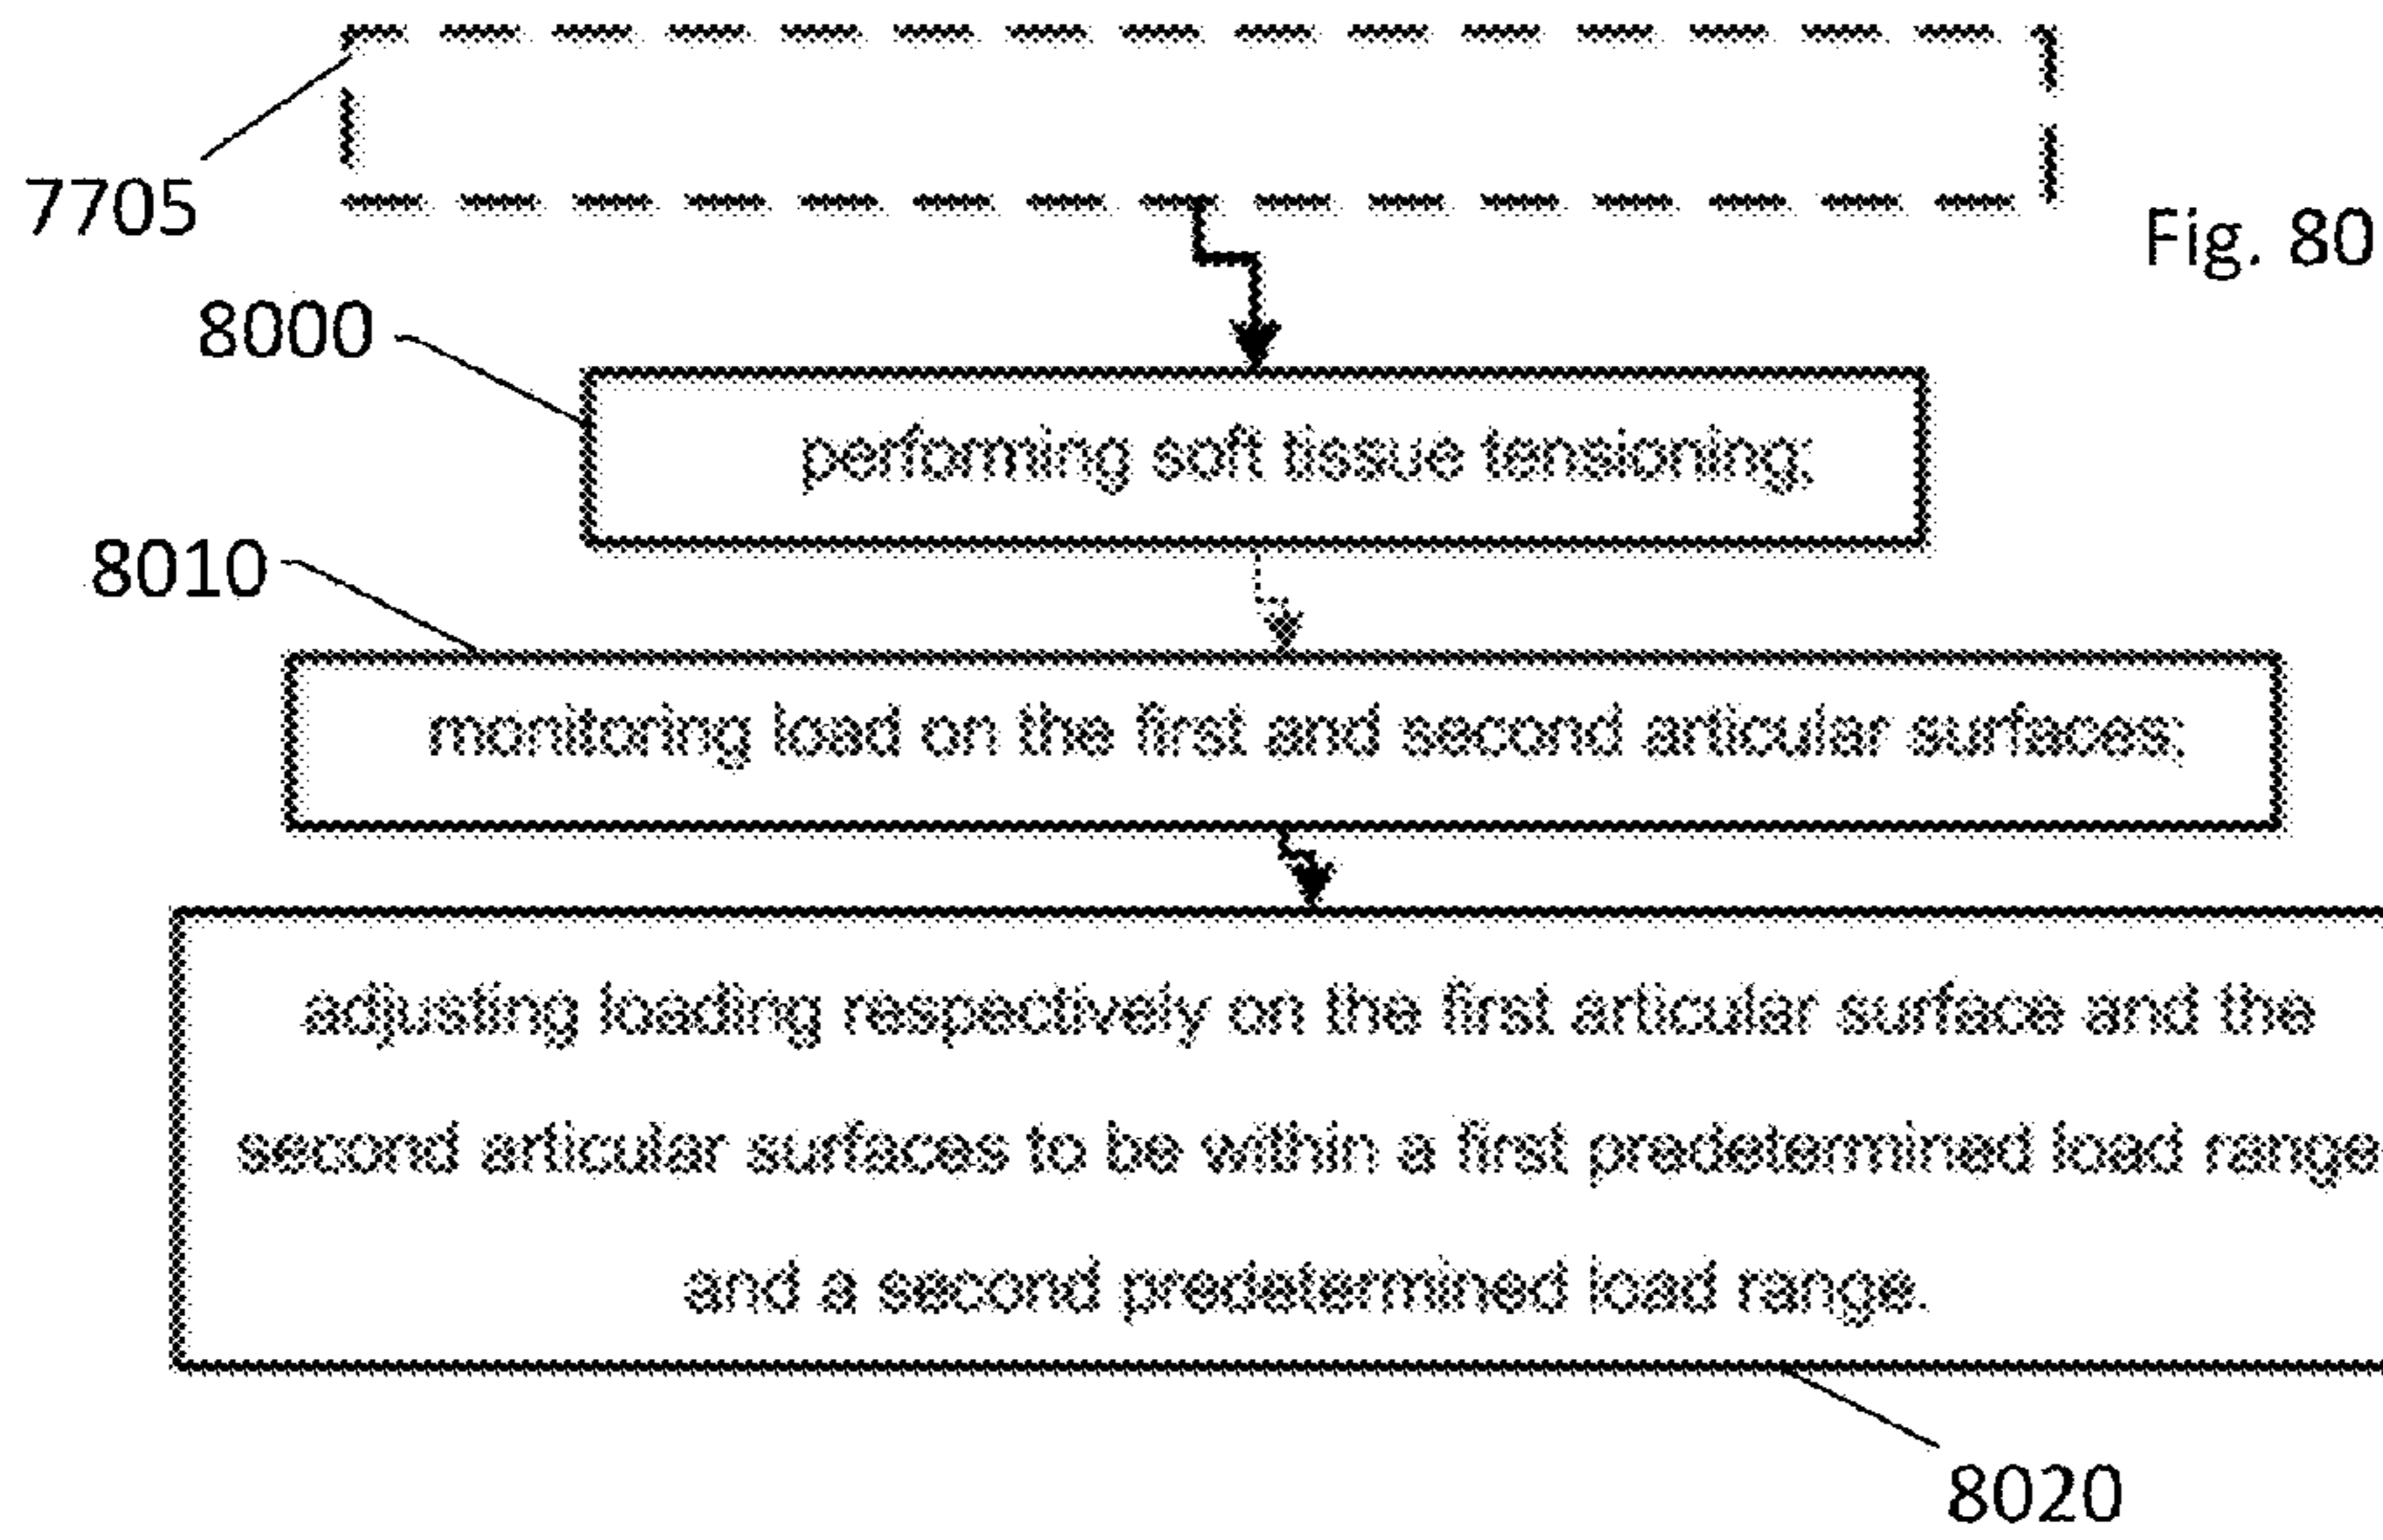 7705
Fig. 80
8000
performing soft tissue tensioning;
8010
monitoring load on the first and second articular surfaces;
adjusting loading respectively on the first articular surface and the
second articular surfaces to be within a first predetermined load range
and a second predetermined load range.
8020